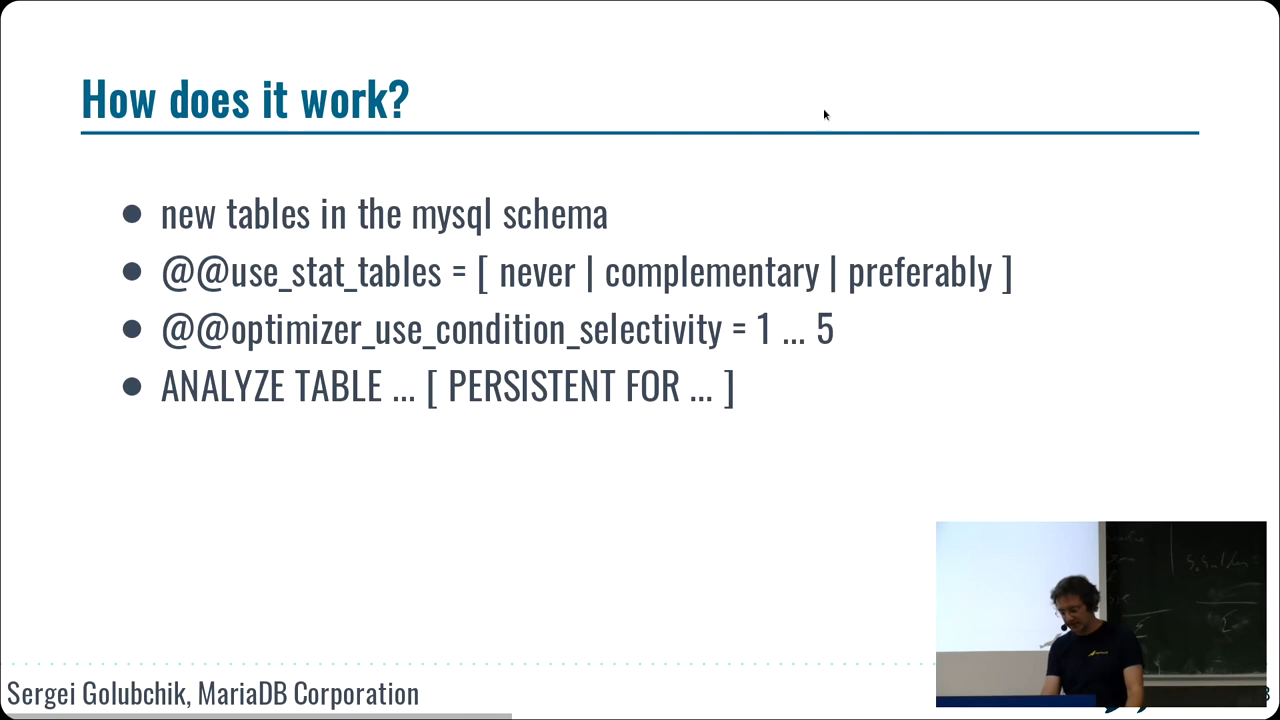 How does it work?
● new tables in the mysql schema
● @@use_stat_tables = [ never | complementary | preferably ]
● @@optimizer_use_condition_selectivity = 1 ... 5
● ANALYZE TABLE ... [ PERSISTENT FOR ... ]
Sergei Golubchik, MariaDB Corporation